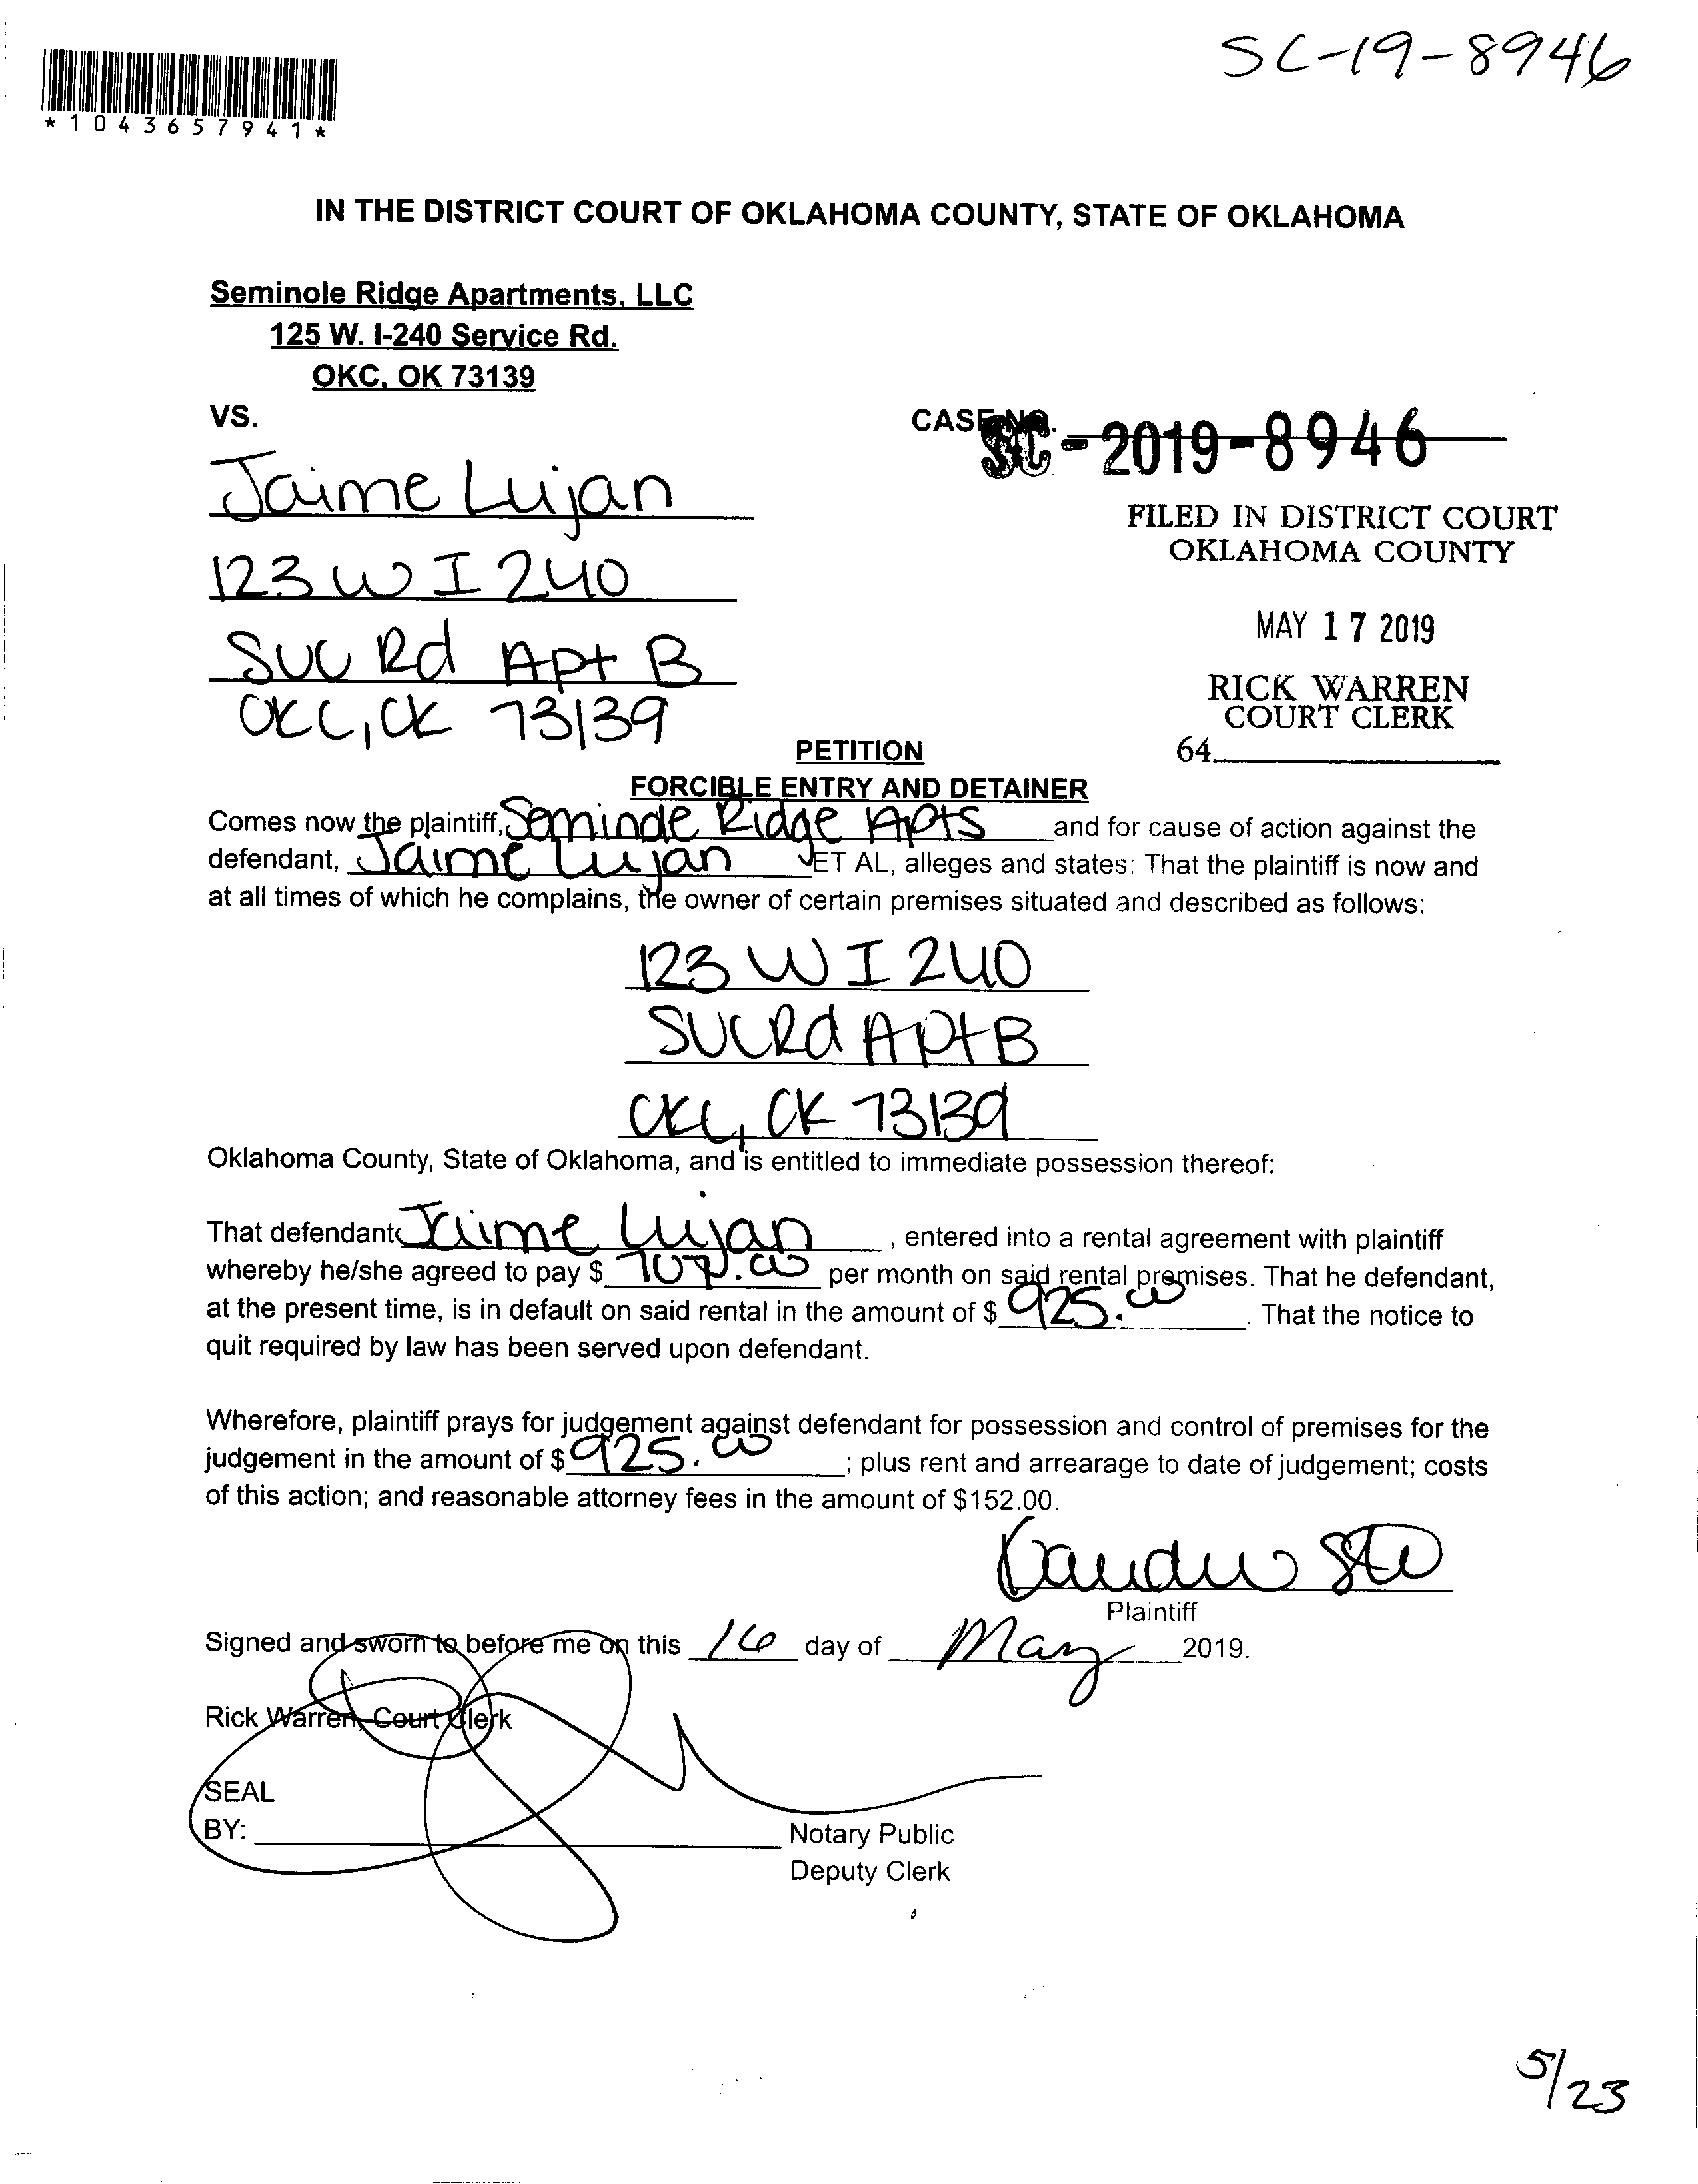 SC-19-8946
*1043657941*
IN THE DISTRICT COURT OF OKLAHOMA COUNTY, STATE OF OKLAHOMA
Seminole Ridge Apartments, LLC
125 W. I-240 Service Rd.
OKC, OK 73139
VS.
CASE NO.
SC-2019-8946
Jaime Lujan
FILED IN DISTRICT COURT
OKLAHOMA COUNTY
123 W I 240
MAY 17 2019
SVC Rd Apt B
RICK WARREN
COURT CLERK
OKC, OK 73139
64
PETITION
FORCIBLE ENTRY AND DETAINER
Comes now the plaintiff, Seminole Ridge Apts and for cause of action against the
defendant, Jaime Lujan ET AL, alleges and states: That the plaintiff is now and
at all times of which he complains, the owner of certain premises situated and described as follows:
123 W I 240
SVC Rd Apt B
OKC, OK 73139
Oklahoma County, State of Oklahoma, and is entitled to immediate possession thereof:
That defendant Jaime Lujan, entered into a rental agreement with plaintiff
whereby he/she agreed to pay $ per month on said rental premises. That he defendant,
at the present time, is in default on said rental in the amount of $ 925.00. That the notice to
quit required by law has been served upon defendant.
Wherefore, plaintiff prays for judgement against defendant for possession and control of premises for the
judgement in the amount of $ 925.00; plus rent and arrearage to date of judgement; costs
of this action; and reasonable attorney fees in the amount of $152.00.
Plaintiff
Signed and sworn to before me on this 16 day of May 2019.
Rick Warren, Court Clerk
SEAL
BY:
Notary Public
Deputy Clerk
5/23